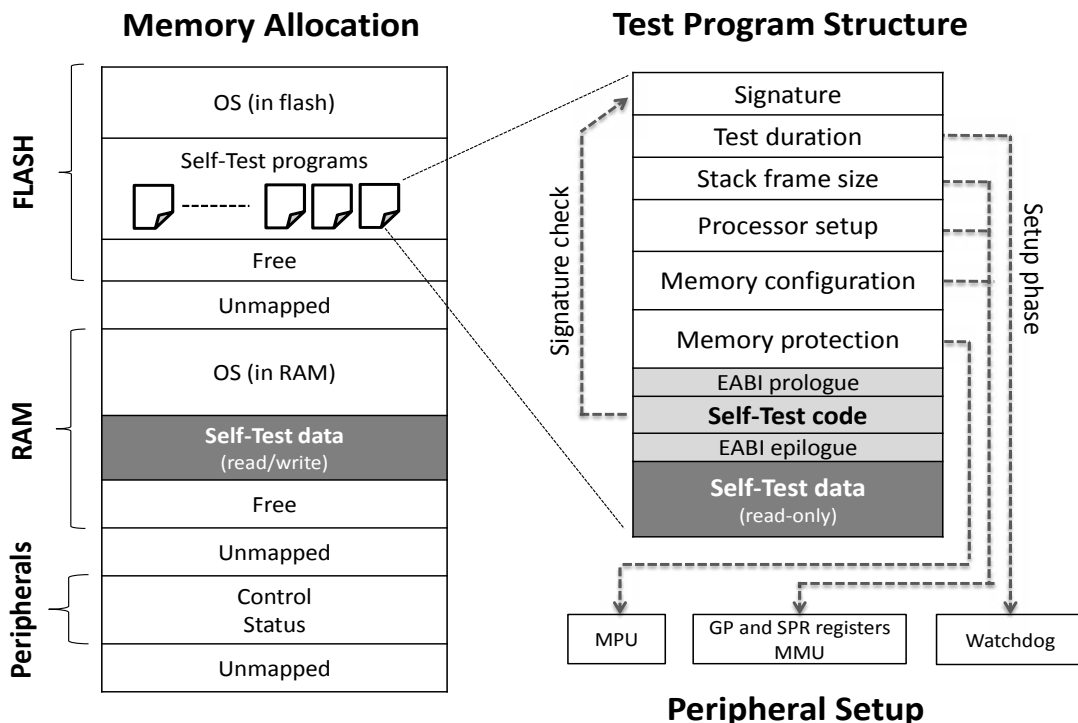 Memory Allocation
FLASH
OS (in flash)
Self-Test programs
Free
Unmapped
RAM
OS (in RAM)
Self-Test data
(read/write)
Free
Unmapped
Peripherals
Control
Status
Unmapped
Test Program Structure
Signature
Test duration
Stack frame size
Processor setup
Memory configuration
Memory protection
EABI prologue
Self-Test code
EABI epilogue
Self-Test data
(read-only)
Signature check
Setup phase
MPU
GP and SPR registers
MMU
Watchdog
Peripheral Setup